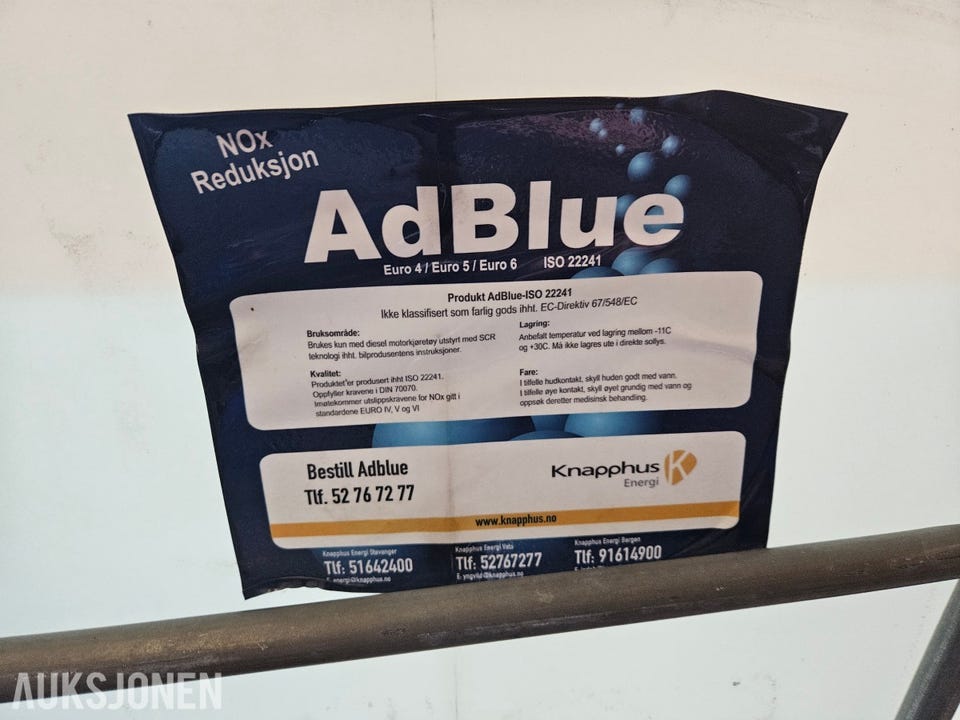 NOx
Reduksjon
AdBlue
Euro 4 / Euro 5 / Euro 6 ISO 22241
Produkt AdBlue-ISO 22241
Ikke klassifisert som farlig gods ihht. EC-Direktiv 67/548/EC
Bruksområde:
Brukes kun med diesel motorkjøretøy utstyrt med SCR
teknologi ihht. bilprodusentens instruksjoner.
Kvalitet:
Produktet er produsert ihht ISO 22241.
Oppfyller kravene i DIN 70070.
Imøtekommer utslippskravene for NOx gitt i
standardene EURO IV, V og VI
Lagring:
Anbefalt temperatur ved lagring mellom -11C
og +30C. Må ikke lagres ute i direkte sollys.
Fare:
I tilfelle hudkontakt, skyll huden godt med vann.
I tilfelle øye kontakt, skyll øyet grundig med vann og
oppsøk deretter medisinsk behandling.
Bestill Adblue
Tlf. 52 76 72 77
Knapphus
Energi
www.knapphus.no
Knapphus Energi Stavanger
Tlf: 51642400
E: energi@knapphus.no
Knapphus Energi Vats
Tlf: 52767277
E: yngvild@knapphus.no
Knapphus Energi Bergen
Tlf: 91614900
AUKSJONEN